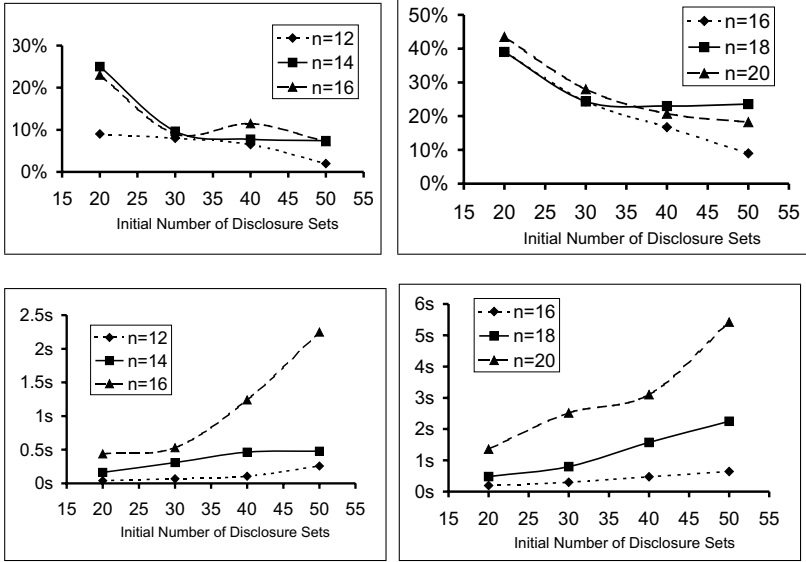 30%
20%
10%
0%
n=12
n=14
n=16
15 20 25 30 35 40 45 50 55
Initial Number of Disclosure Sets
50%
40%
30%
20%
10%
0%
n=16
n=18
n=20
15 20 25 30 35 40 45 50 55
Initial Number of Disclosure Sets
2.5s
2s
1.5s
1s
0.5s
0s
n=12
n=14
n=16
15 20 25 30 35 40 45 50 55
Initial Number of Disclosure Sets
6s
5s
4s
3s
2s
1s
0s
n=16
n=18
n=20
15 20 25 30 35 40 45 50 55
Initial Number of Disclosure Sets